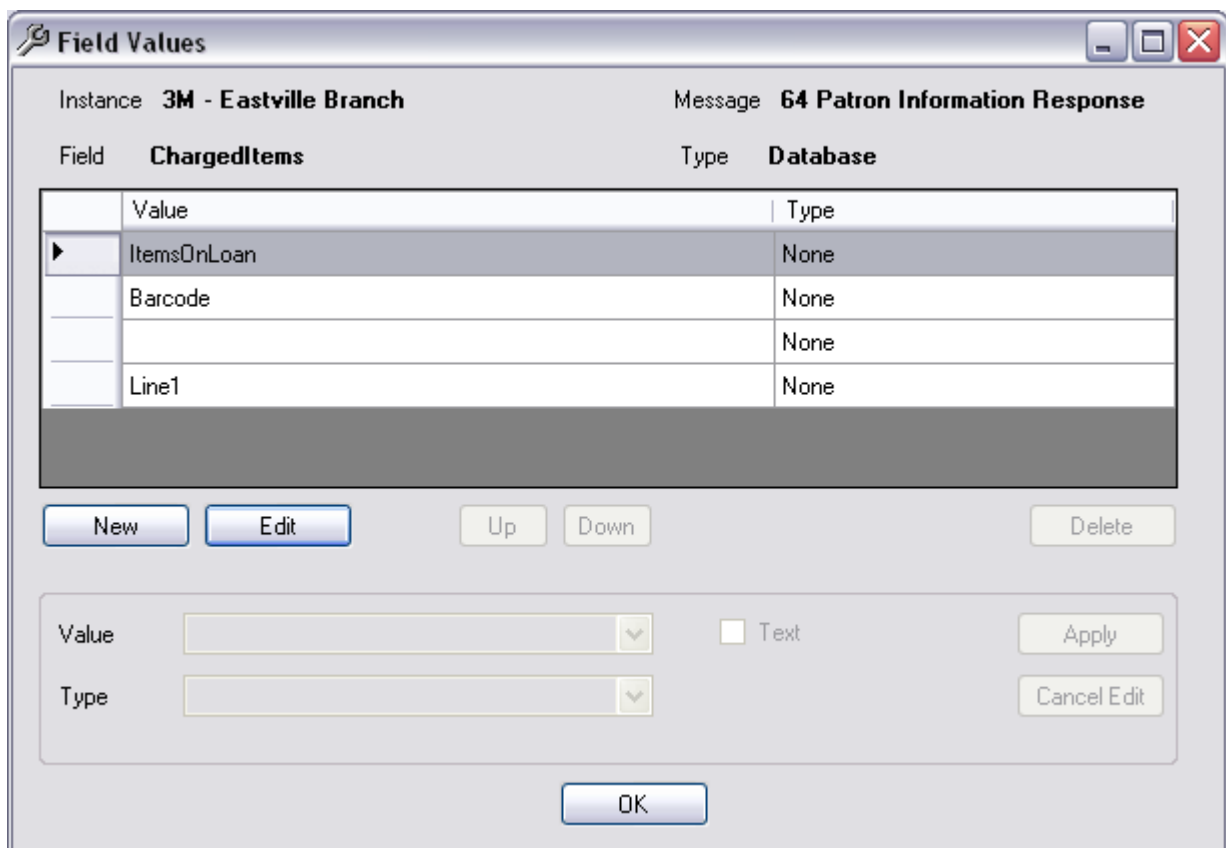 Field Values
Instance 3M - Eastville Branch Message 64 Patron Information Response
Field ChargedItems Type Database
Value Type
ItemsOnLoan None
Barcode None
None
Line1 None
New Edit Up Down Delete
Value Text Apply
Type Cancel Edit
OK